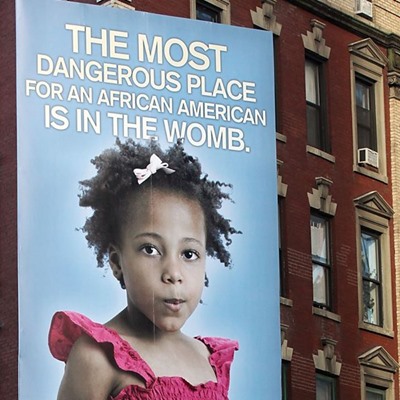 THE MOST
DANGEROUS PLACE
FOR AN AFRICAN AMERICAN
IS IN THE WOMB.